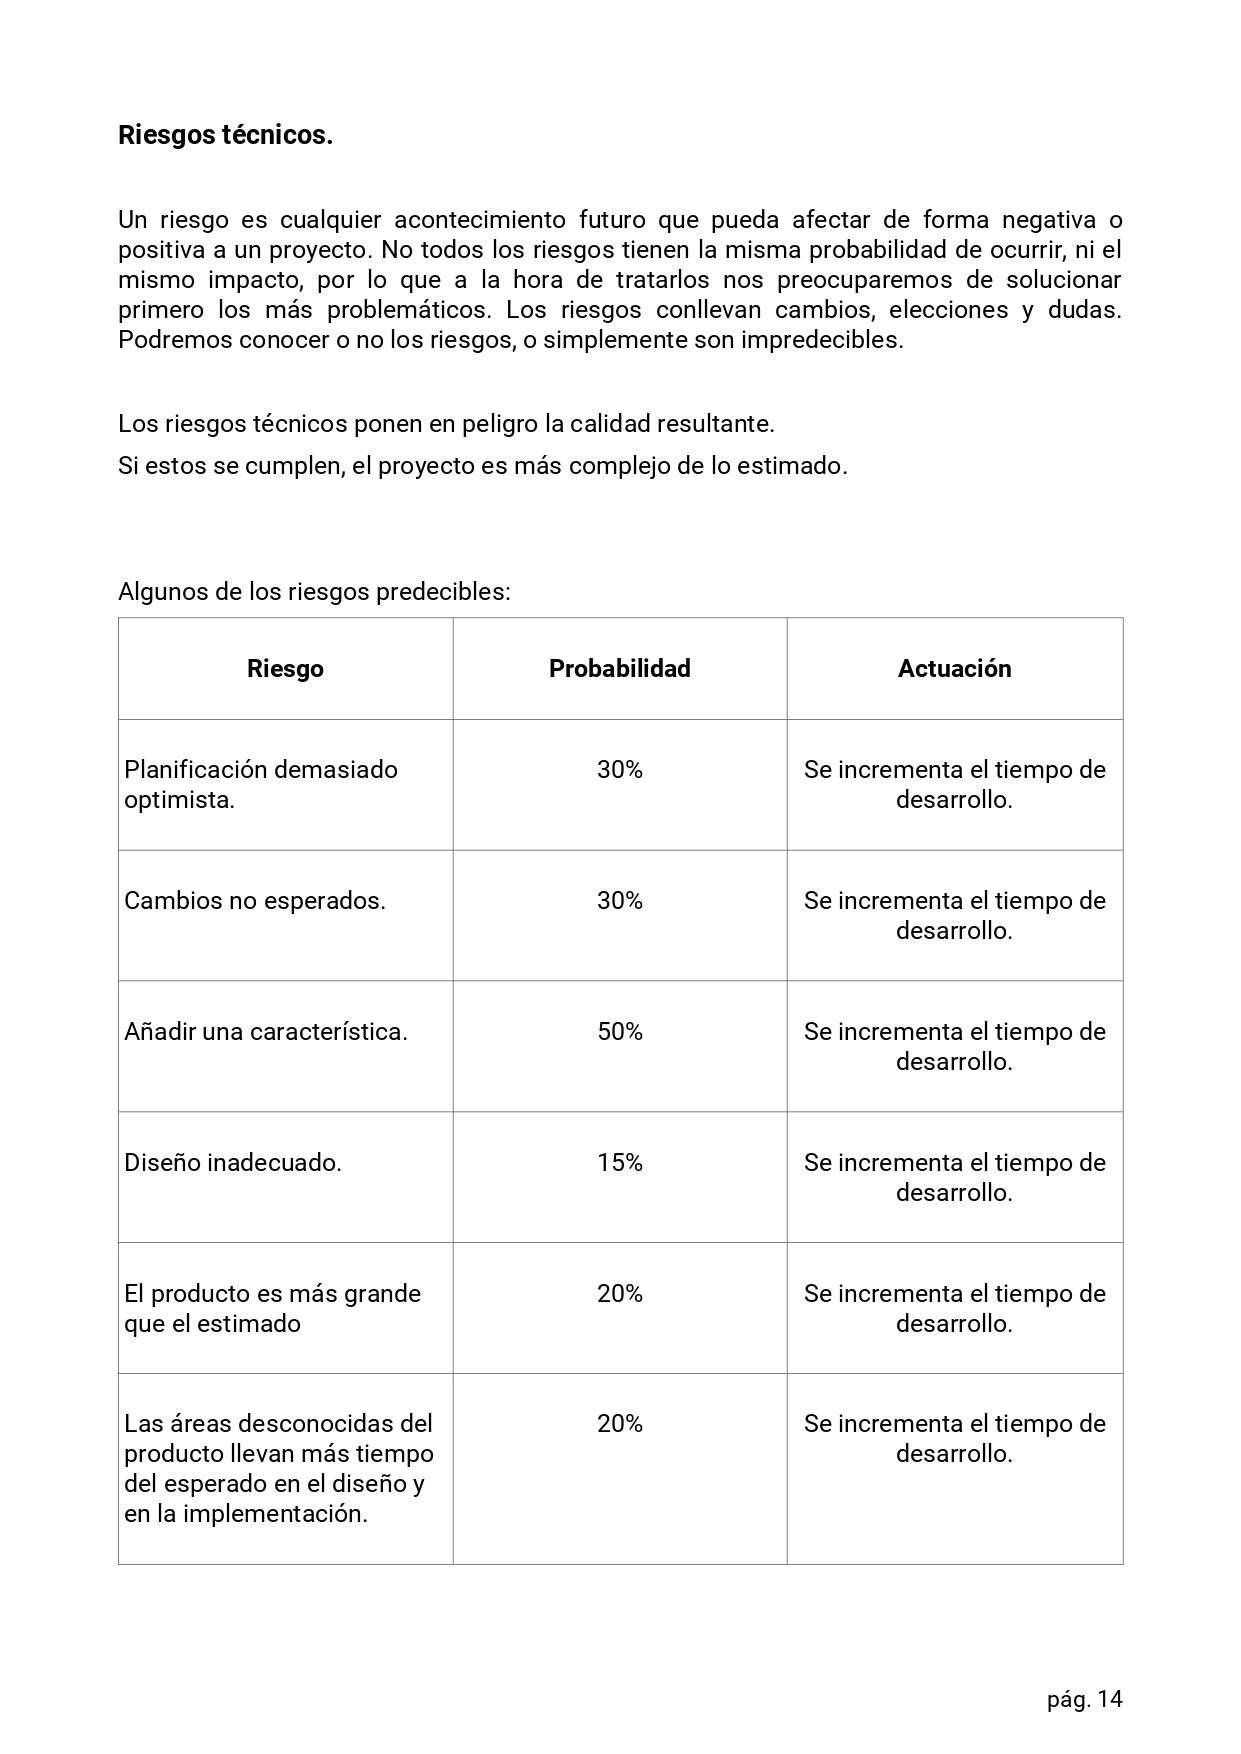 Riesgos técnicos.
Un riesgo es cualquier acontecimiento futuro que pueda afectar de forma negativa o
positiva a un proyecto. No todos los riesgos tienen la misma probabilidad de ocurrir, ni el
mismo impacto, por lo que a la hora de tratarlos nos preocuparemos de solucionar
primero los más problemáticos. Los riesgos conllevan cambios, elecciones y dudas.
Podremos conocer o no los riesgos, o simplemente son impredecibles.
Los riesgos técnicos ponen en peligro la calidad resultante.
Si estos se cumplen, el proyecto es más complejo de lo estimado.
Algunos de los riesgos predecibles:
Riesgo Probabilidad Actuación
Planificación demasiado 30% Se incrementa el tiempo de
optimista. desarrollo.
Cambios no esperados. 30% Se incrementa el tiempo de
desarrollo.
Añadir una característica. 50% Se incrementa el tiempo de
desarrollo.
Diseño inadecuado. 15% Se incrementa el tiempo de
desarrollo.
El producto es más grande 20% Se incrementa el tiempo de
que el estimado desarrollo.
Las áreas desconocidas del 20% Se incrementa el tiempo de
producto llevan más tiempo desarrollo.
del esperado en el diseño y
en la implementación.
pág. 14